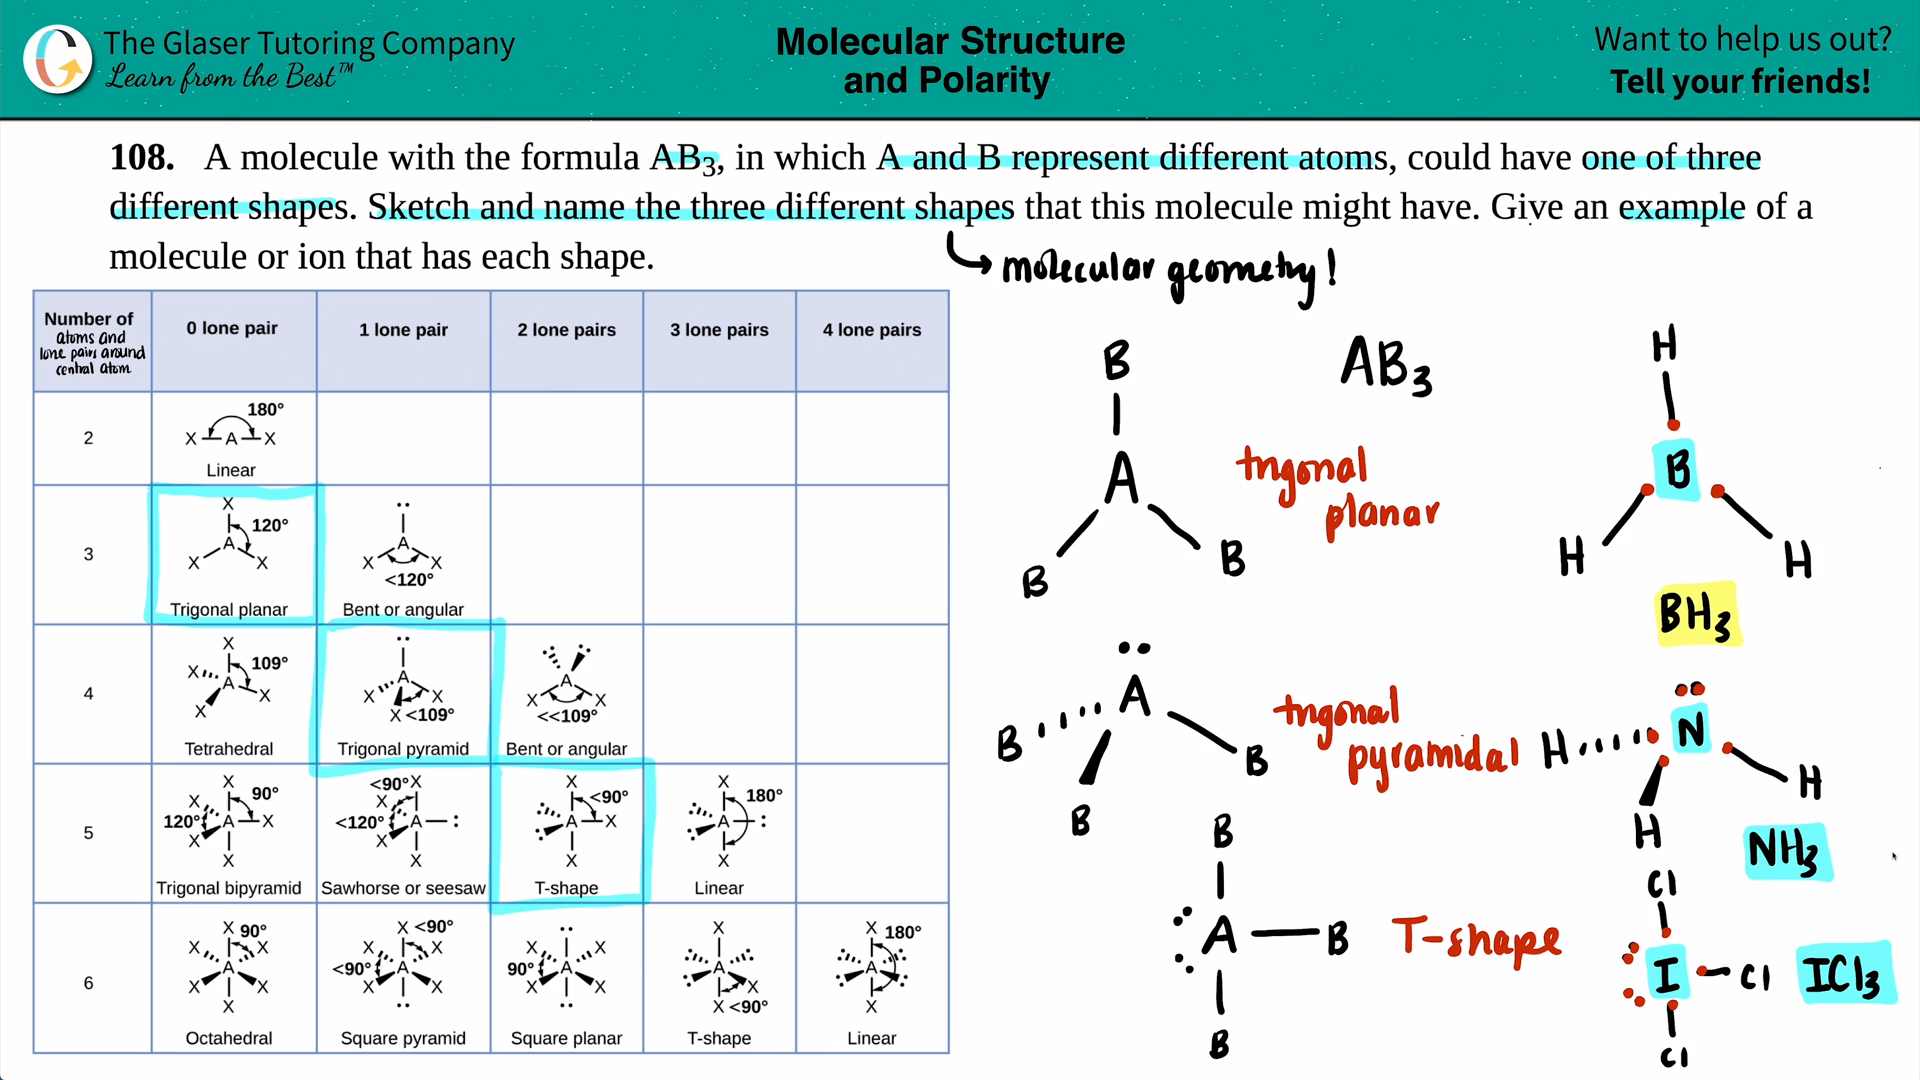 The Glaser Tutoring Company
Learn from the Best™
Molecular Structure
and Polarity
Want to help us out?
Tell your friends!
108. A molecule with the formula AB₃, in which A and B represent different atoms, could have one of three
different shapes. Sketch and name the three different shapes that this molecule might have. Give an example of a
molecule or ion that has each shape.
molecular geometry!
Number of
atoms and
lone pairs around
central atom
0 lone pair
1 lone pair
2 lone pairs
3 lone pairs
4 lone pairs
2
180°
X A X
Linear
3
X
120°
A
X X
Trigonal planar
..
A
X X
<120°
Bent or angular
4
X
X 109°
A
X
X
Tetrahedral
..
A
X X
X <109°
Trigonal pyramid
A
X X
<<109°
Bent or angular
5
X
X 90°
120° A X
X
X
Trigonal bipyramid
<90° X
X
<120° A :
X
X
Sawhorse or seesaw
X
<90°
A X
X
T-shape
X
180°
A :
X
Linear
6
X 90°
X X
A
X X
X
Octahedral
X <90°
X X
<90° A
X X
..
Square pyramid
..
X X
90° A
X X
..
Square planar
X
A
X
X <90°
T-shape
X 180°
A
X
Linear
AB₃
B
A
B B
trigonal
planar
H
B
H H
BH₃
..
A
B B
B
trigonal
pyramidal
..
N
H H
H
NH₃
B
A B
B
T-shape
Cl
I Cl
Cl
ICl₃